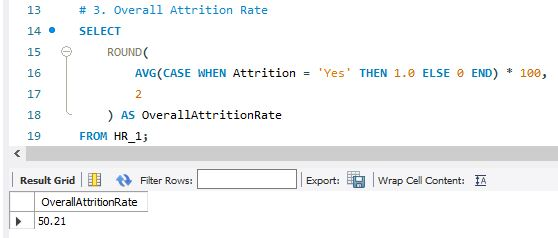 13 # 3. Overall Attrition Rate
14 SELECT
15 ROUND(
16 AVG(CASE WHEN Attrition = 'Yes' THEN 1.0 ELSE 0 END) * 100,
17 2
18 ) AS OverallAttritionRate
19 FROM HR_1;
Result Grid Filter Rows: Export: Wrap Cell Content: IA
OverallAttritionRate
50.21